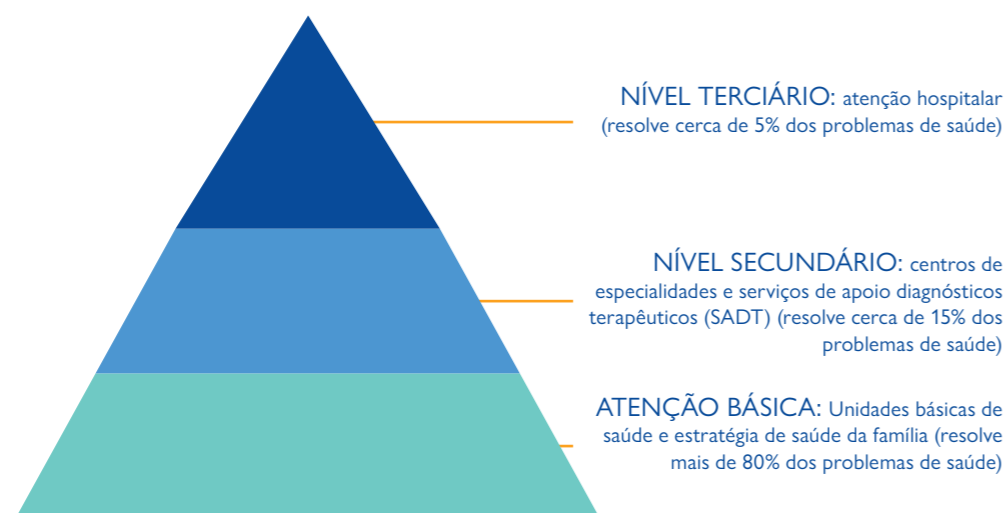 NÍVEL TERCIÁRIO: atenção hospitalar
(resolve cerca de 5% dos problemas de saúde)
NÍVEL SECUNDÁRIO: centros de
especialidades e serviços de apoio diagnósticos
terapêuticos (SADT) (resolve cerca de 15% dos
problemas de saúde)
ATENÇÃO BÁSICA: Unidades básicas de
saúde e estratégia de saúde da família (resolve
mais de 80% dos problemas de saúde)